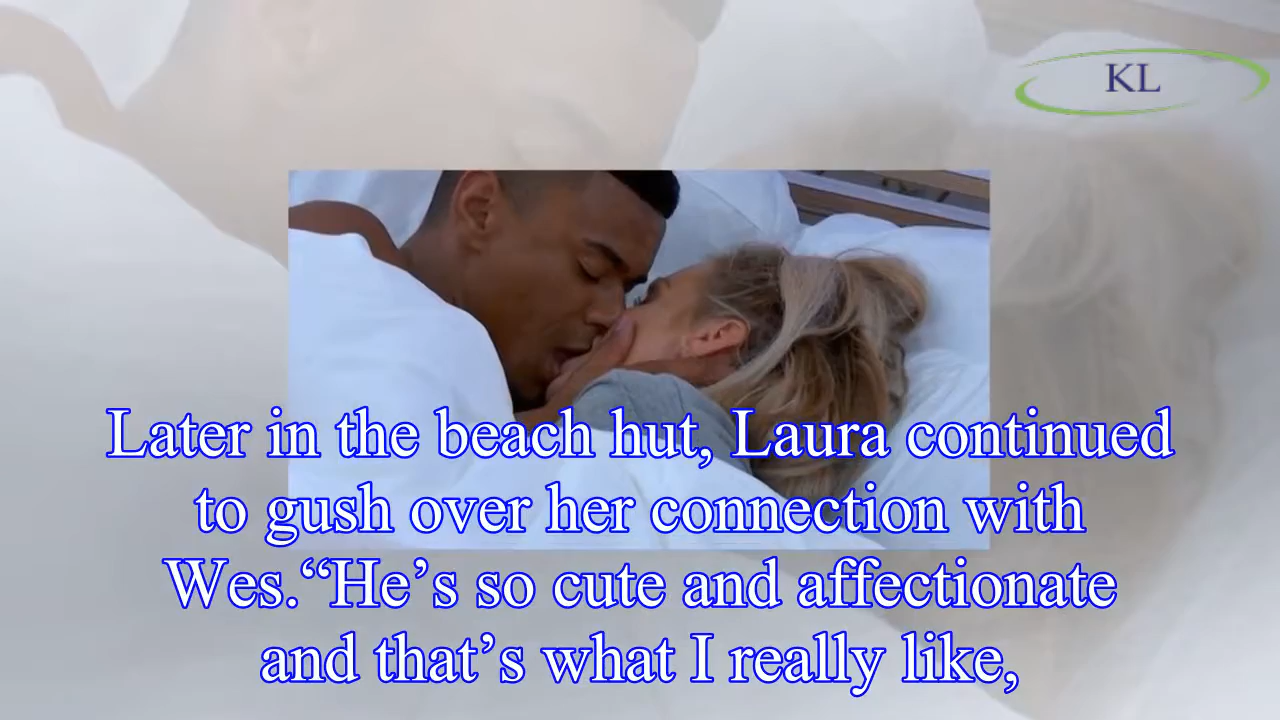 KL
Later in the beach hut, Laura continued
to gush over her connection with
Wes.“He’s so cute and affectionate
and that’s what I really like,